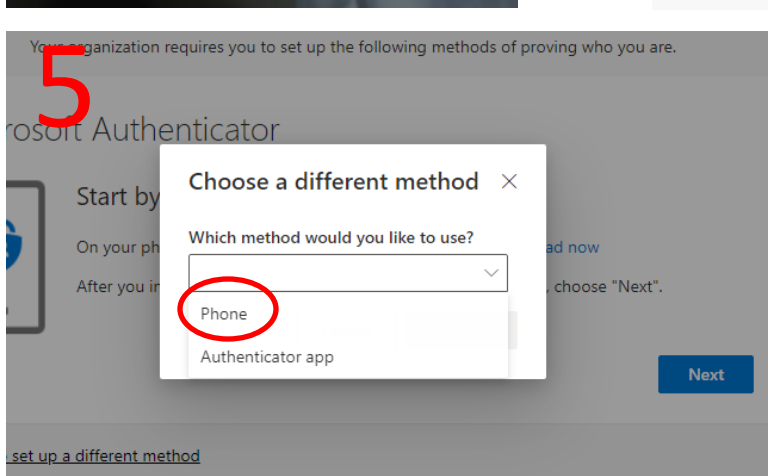 Your organization requires you to set up the following methods of proving who you are.
5
rosoft Authenticator
Choose a different method
Start by
Which method would you like to use?
On your ph
ad now
After you in
, choose "Next".
Phone
Authenticator app
Next
set up a different method